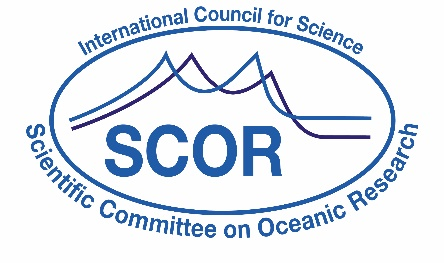 International Council for Science
SCOR
Scientific Committee on Oceanic Research